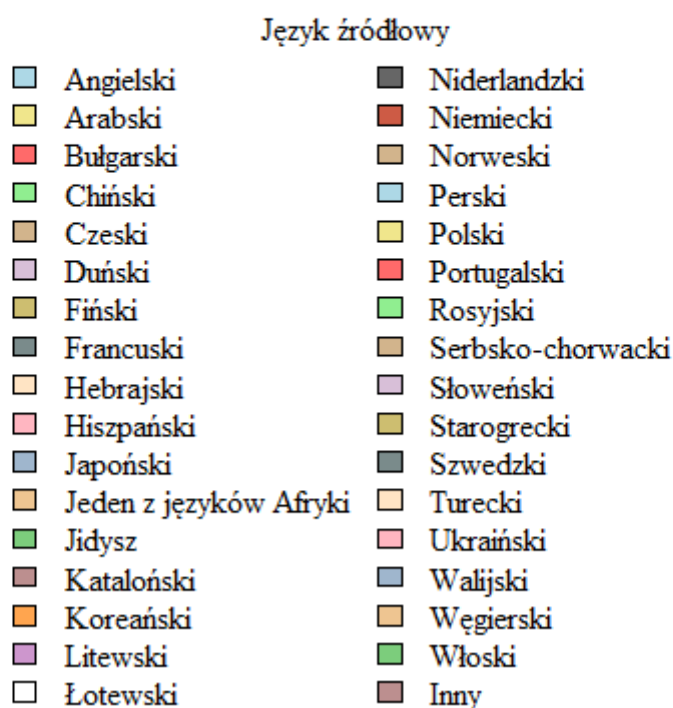 Język źródłowy
Angielski
Arabski
Bułgarski
Chiński
Czeski
Duński
Fiński
Francuski
Hebrajski
Hiszpański
Japoński
Jeden z języków Afryki
Jidysz
Kataloński
Koreański
Litewski
Łotewski
Niderlandzki
Niemiecki
Norweski
Perski
Polski
Portugalski
Rosyjski
Serbsko-chorwacki
Słoweński
Starogrecki
Szwedzki
Turecki
Ukraiński
Walijski
Węgierski
Włoski
Inny